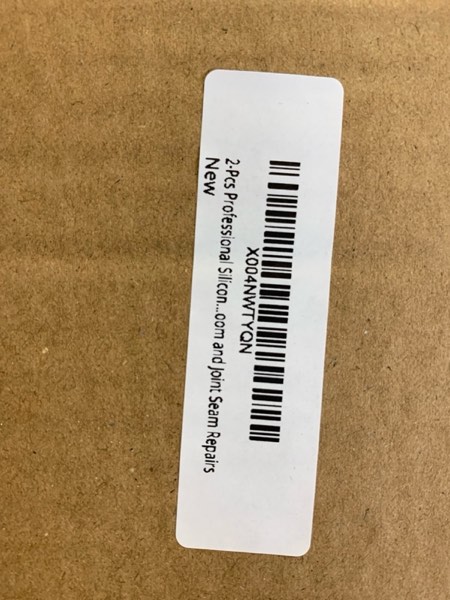 X004NWTYQN
2-Pcs Professional Silicon...oom and Joint Seam Repairs
New